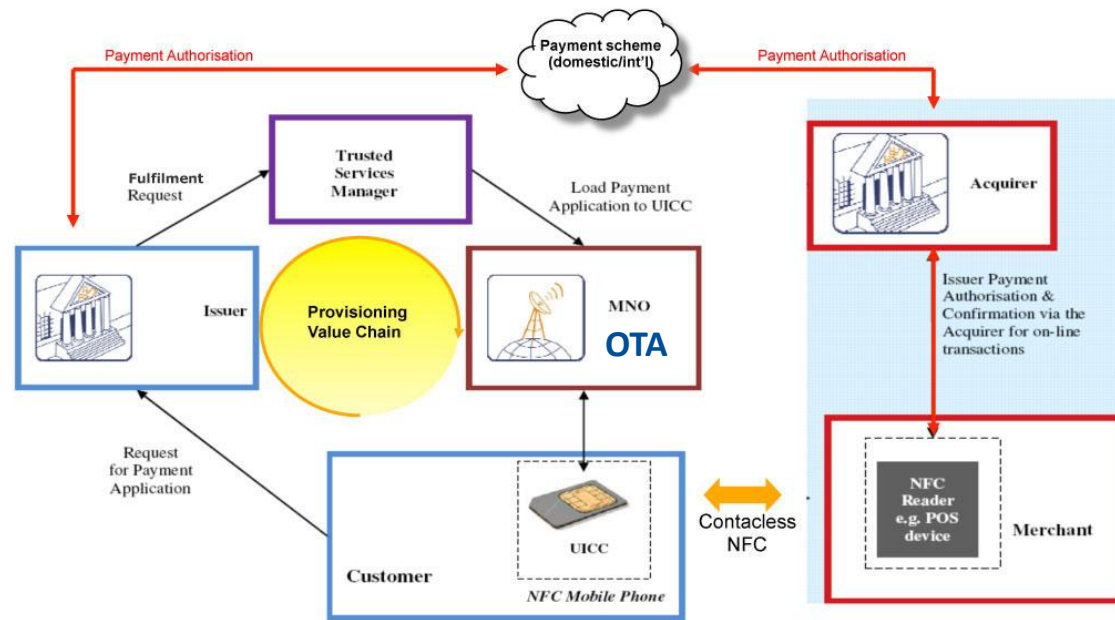 Payment Authorisation
Payment scheme
(domestic/int'l)
Payment Authorisation
Trusted
Services
Manager
Fulfilment
Request
Load Payment
Application to UICC
Acquirer
Issuer
Provisioning
Value Chain
MNO
OTA
Issuer Payment
Authorisation &
Confirmation via the
Acquirer for on-line
transactions
Request
for Payment
Application
UICC
Customer
NFC Mobile Phone
Contacless
NFC
NFC
Reader
e.g. POS
device
Merchant